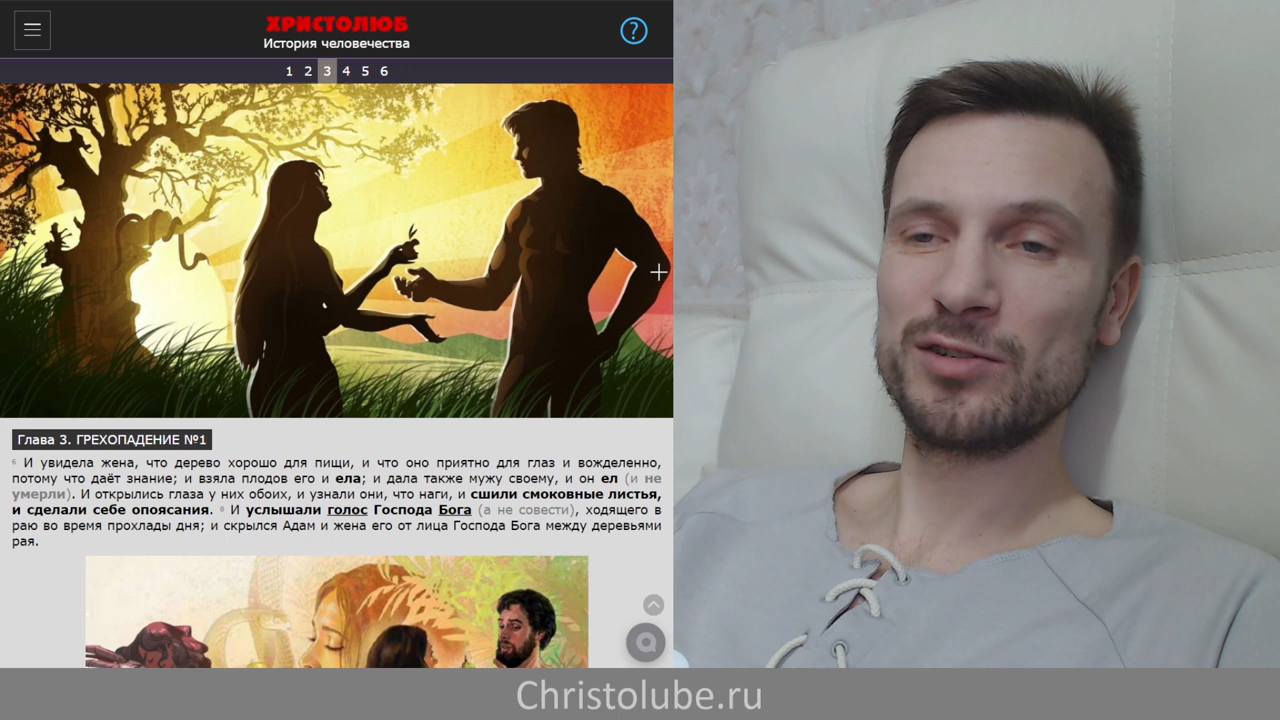 ХРИСТОЛЮБ
История человечества
1 2 3 4 5 6
Глава 3. ГРЕХОПАДЕНИЕ №1
6 И увидела жена, что дерево хорошо для пищи, и что оно приятно для глаз и вожделенно,
потому что даёт знание; и взяла плодов его и ела; и дала также мужу своему, и он ел (и не
умерли). И открылись глаза у них обоих, и узнали они, что наги, и сшили смоковные листья,
и сделали себе опоясания. 8 И услышали голос Господа Бога (а не совести), ходящего в
раю во время прохлады дня; и скрылся Адам и жена его от лица Господа Бога между деревьями
рая.
Christolube.ru